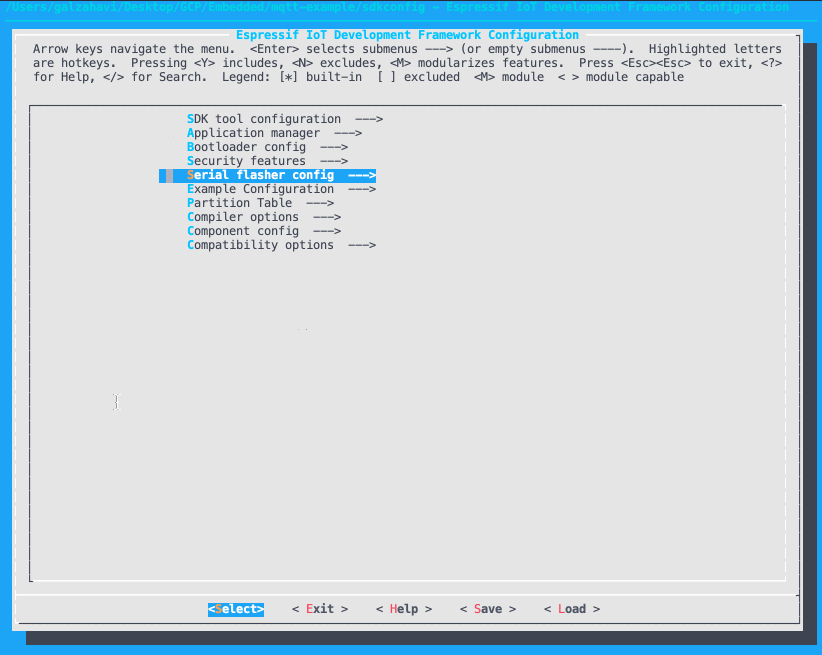 /Users/galzahavi/Desktop/GCP/Embedded/mqtt-example/sdkconfig - Espressif IoT Development Framework Configuration
Espressif IoT Development Framework Configuration
Arrow keys navigate the menu.  <Enter> selects submenus ---> (or empty submenus ----).  Highlighted letters
are hotkeys.  Pressing <Y> includes, <N> excludes, <M> modularizes features.  Press <Esc><Esc> to exit, <?>
for Help, </> for Search.  Legend: [*] built-in  [ ] excluded  <M> module  < > module capable
SDK tool configuration  --->
Application manager  --->
Bootloader config  --->
Security features  --->
Serial flasher config  --->
Example Configuration  --->
Partition Table  --->
Compiler options  --->
Component config  --->
Compatibility options  --->
<Select>    < Exit >    < Help >    < Save >    < Load >